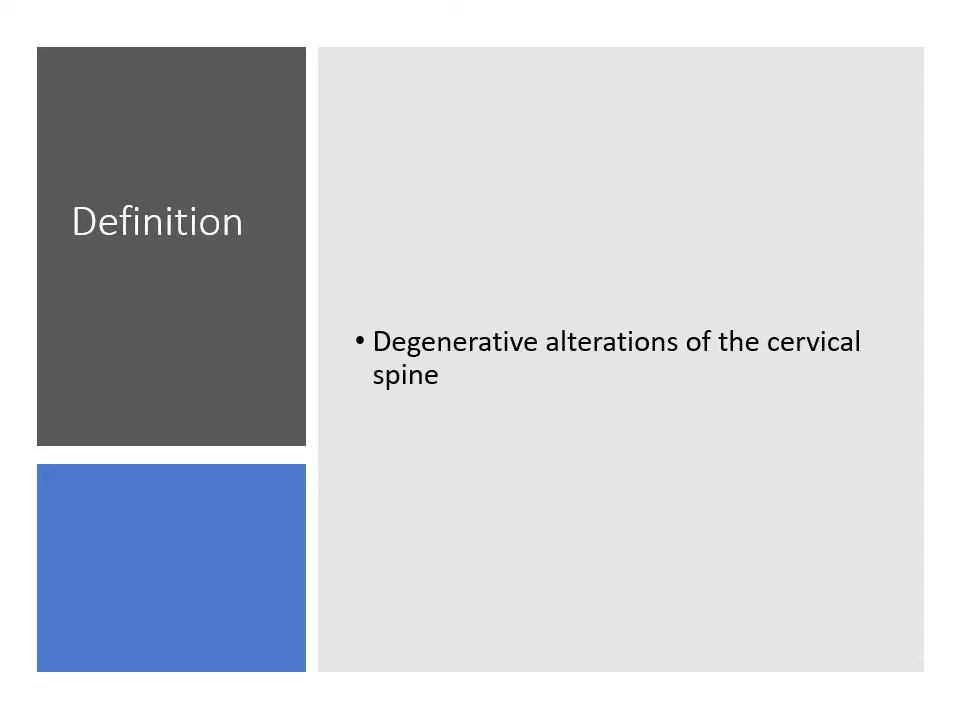 Definition
• Degenerative alterations of the cervical
spine